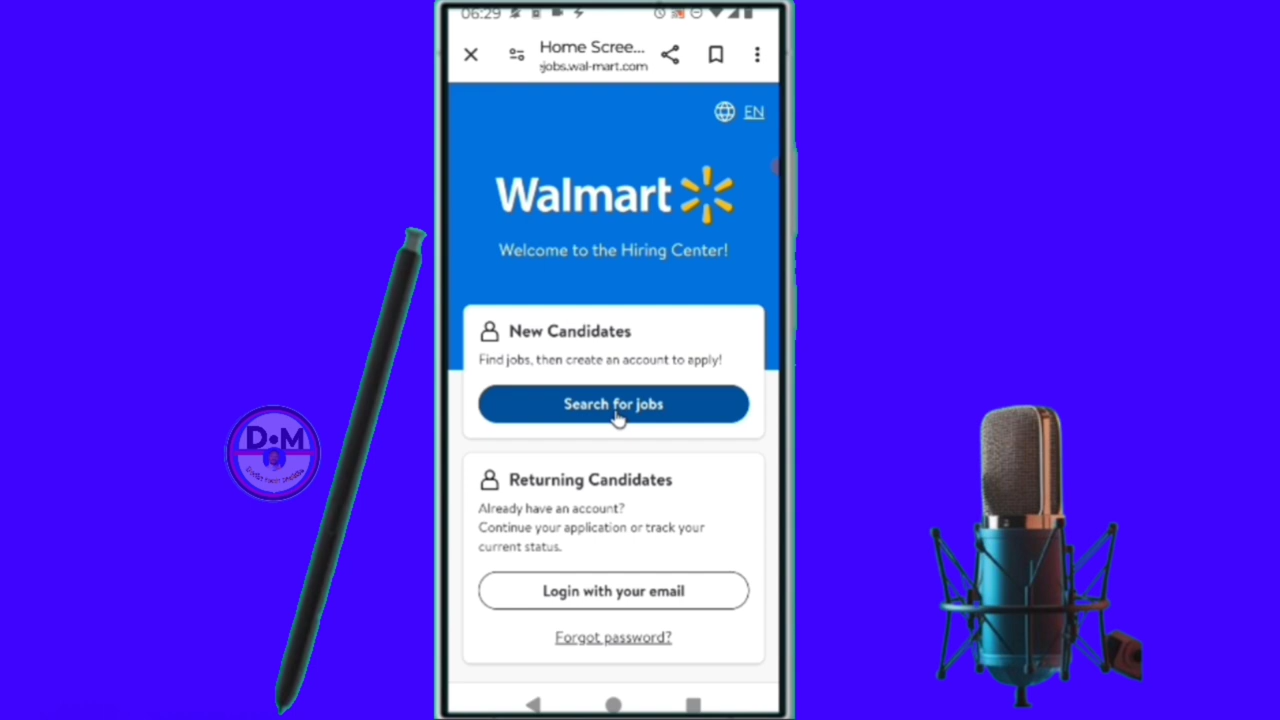 06:29
Home Scree...
jobs.wal-mart.com
EN
Walmart
Welcome to the Hiring Center!
New Candidates
Find jobs, then create an account to apply!
Search for jobs
Returning Candidates
Already have an account?
Continue your application or track your
current status.
Login with your email
Forgot password?
D•M